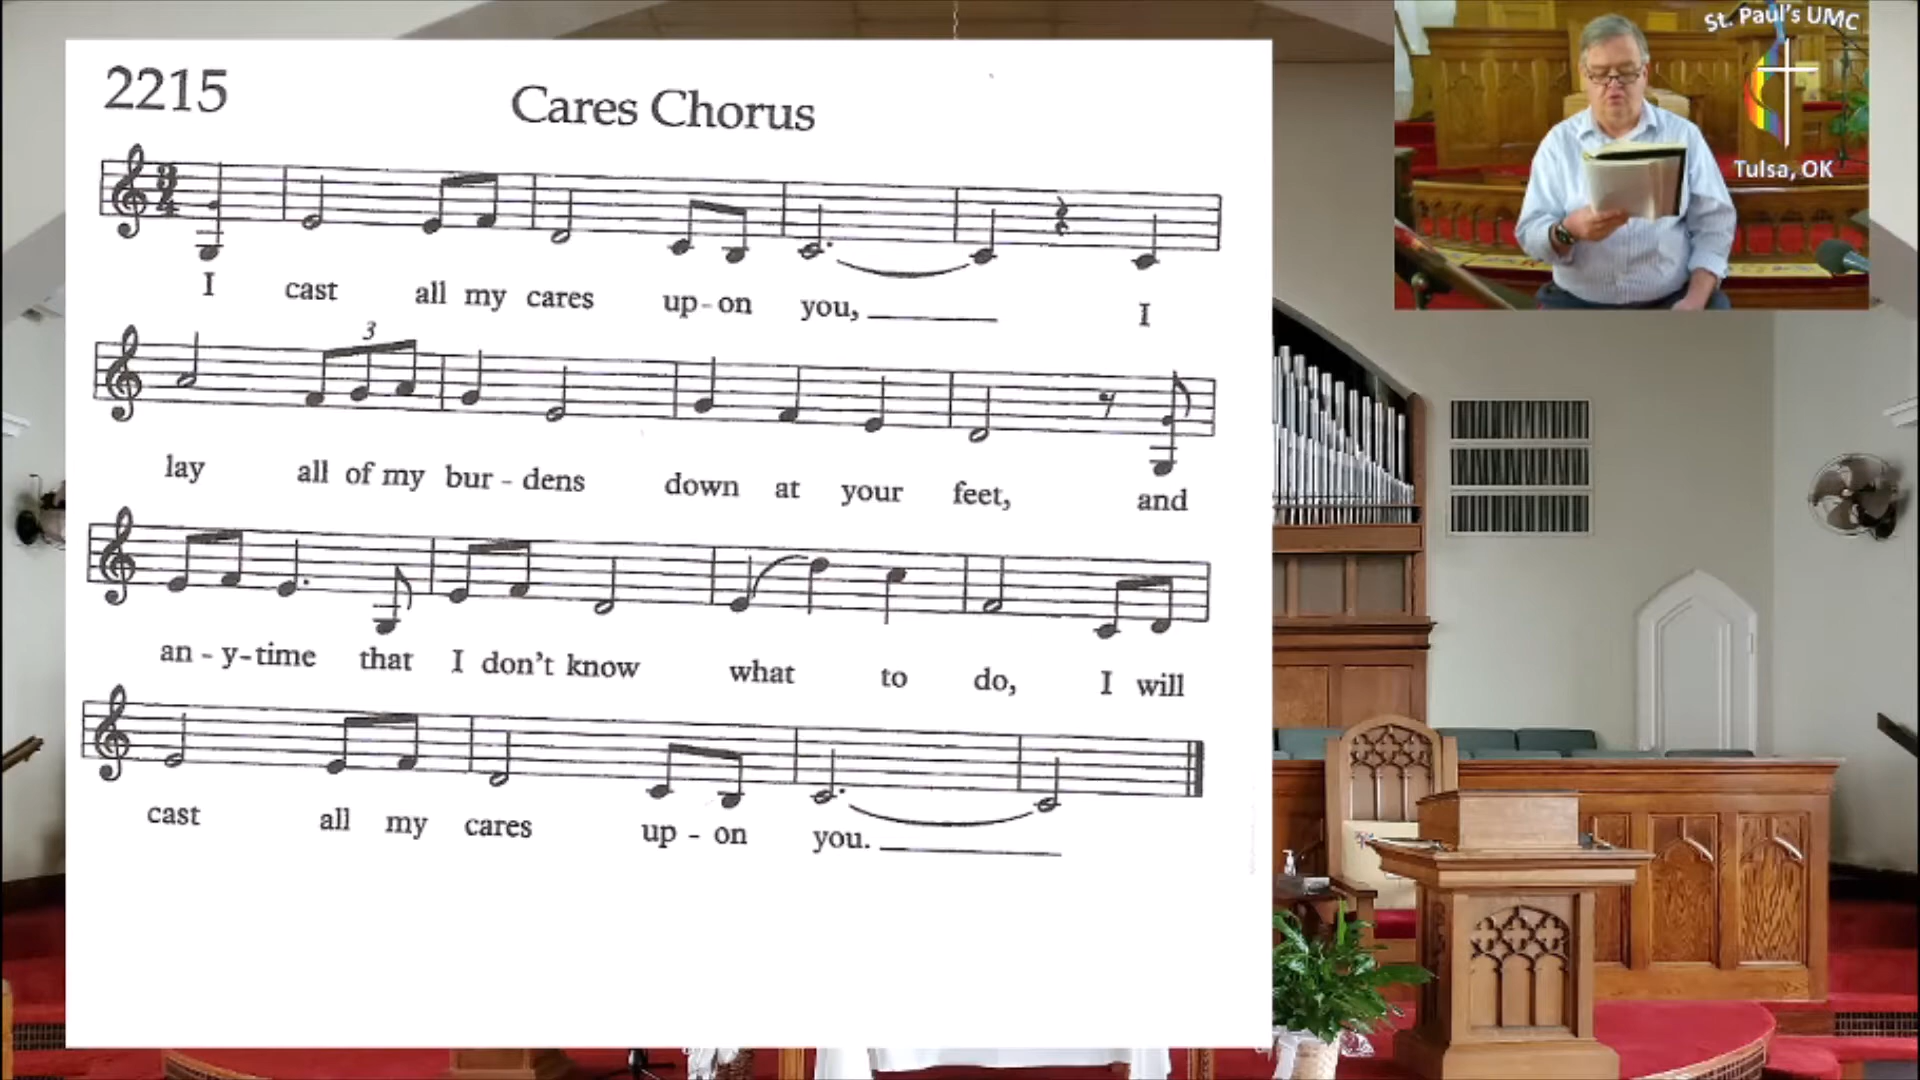 2215
Cares Chorus
I cast all my cares up-on you, I
3
lay all of my bur-dens down at your feet, and
an-y-time that I don't know what to do, I will
cast all my cares up-on you.
St. Paul's UMC
Tulsa, OK